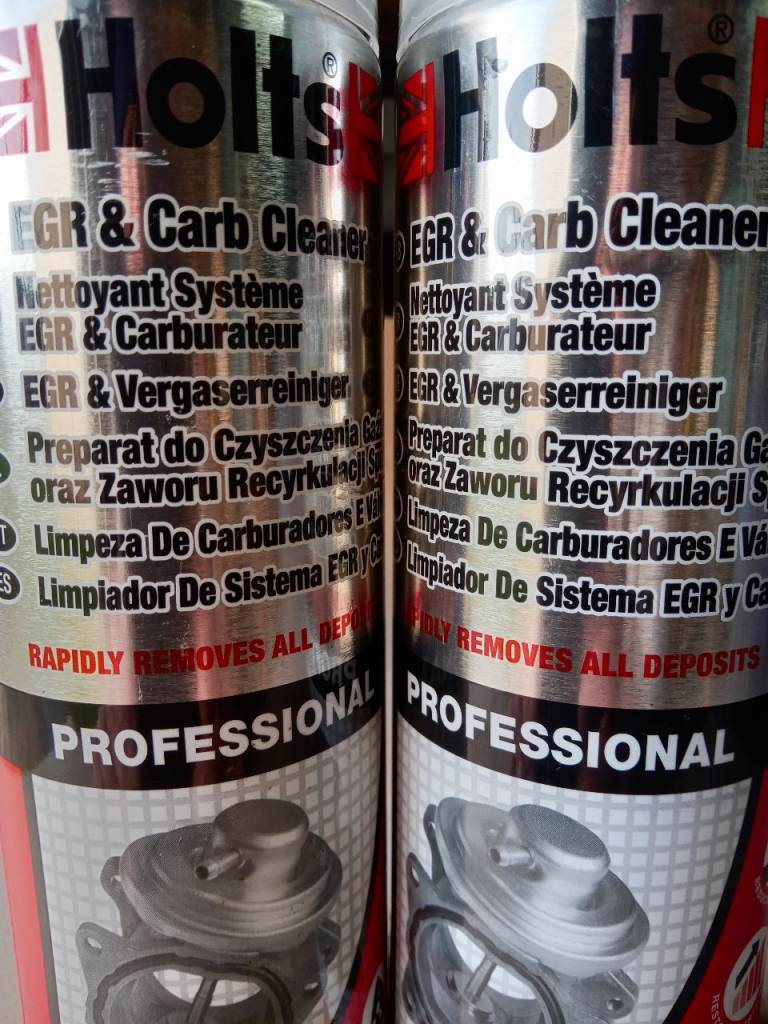 Holts®
EGR & Carb Cleaner
Nettoyant Système
EGR & Carburateur
EGR & Vergaserreiniger
Preparat do Czyszczenia
oraz Zaworu Recyrkulacji
Limpeza De Carburadores E
ES Limpiador De Sistema EGR y
RAPIDLY REMOVES ALL
PROFESSIONAL
Holts®
EGR & Carb Cleaner
Nettoyant Système
EGR & Carburateur
EGR & Vergaserreiniger
Preparat do Czyszczenia
oraz Zaworu Recyrkulacji
Limpeza De Carburadores E
Limpiador De Sistema EGR y
RAPIDLY REMOVES ALL DEPOSITS
PROFESSIONAL